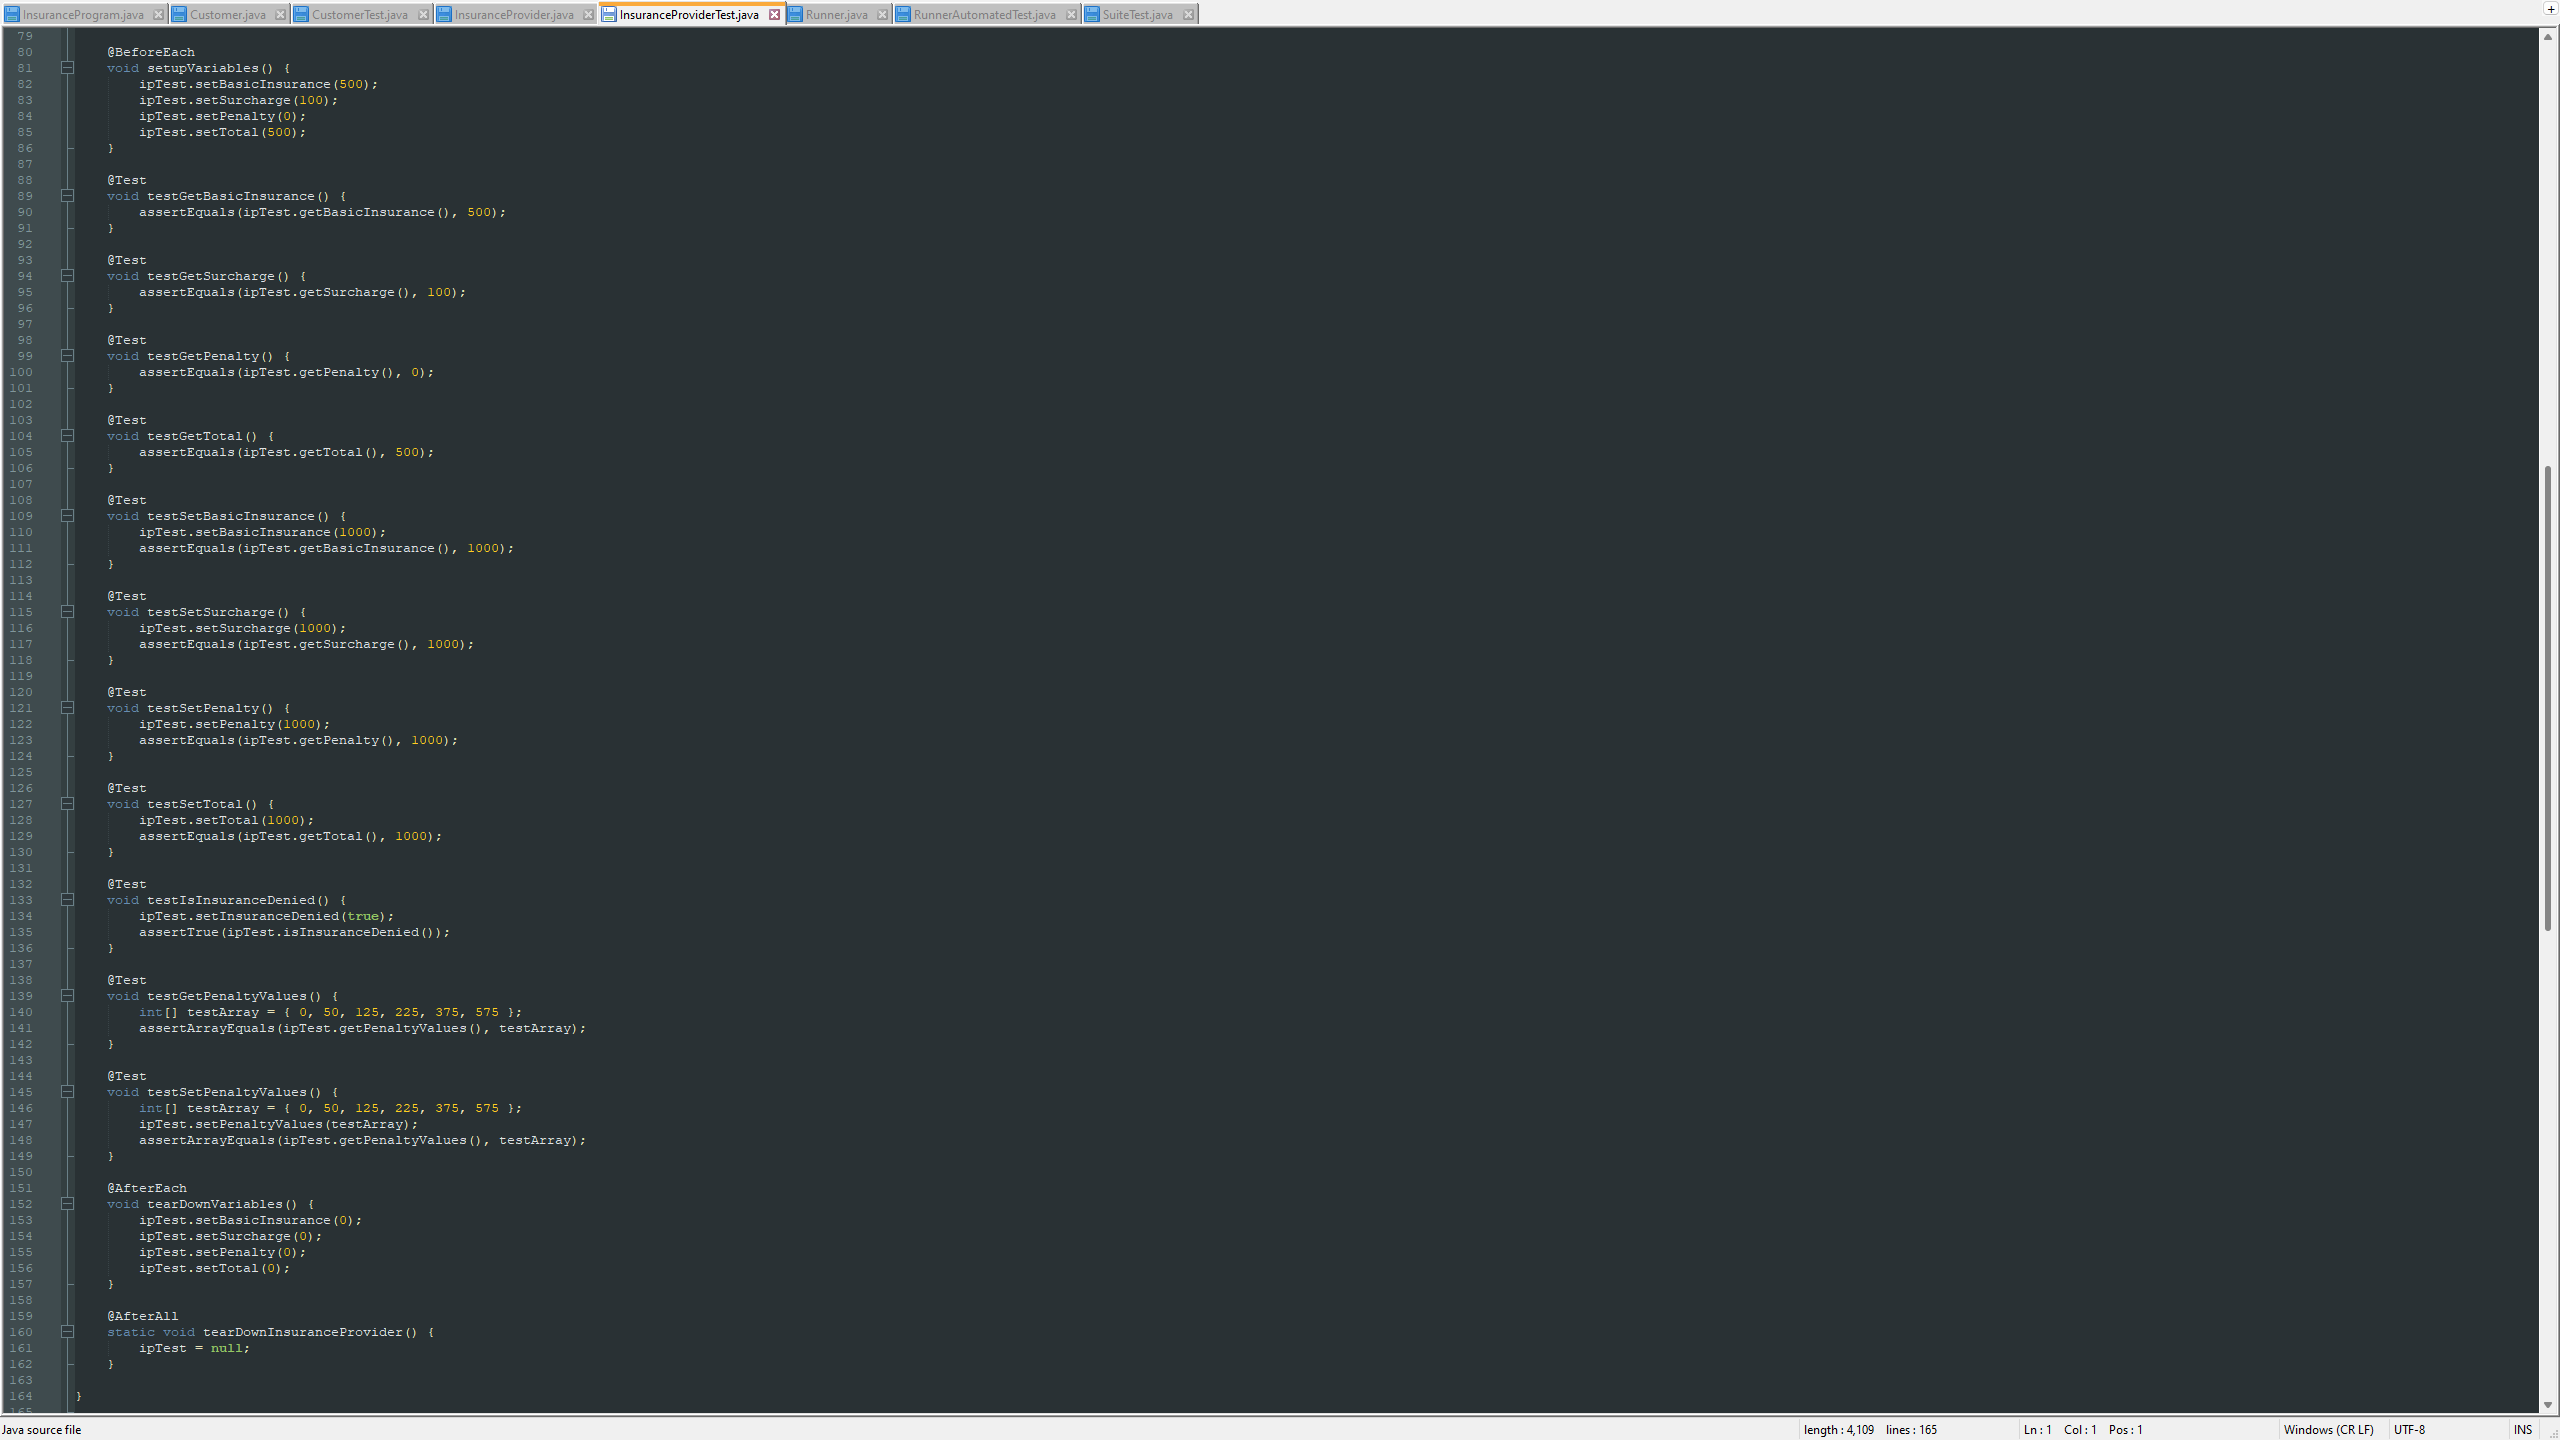 InsuranceProgram.java Customer.java CustomerTest.java InsuranceProvider.java InsuranceProviderTest.java Runner.java RunnerAutomatedTest.java SuiteTest.java
79
80 @BeforeEach
81 void setupVariables() {
82 ipTest.setBasicInsurance(500);
83 ipTest.setSurcharge(100);
84 ipTest.setPenalty(0);
85 ipTest.setTotal(500);
86 }
87
88 @Test
89 void testGetBasicInsurance() {
90 assertEquals(ipTest.getBasicInsurance(), 500);
91 }
92
93 @Test
94 void testGetSurcharge() {
95 assertEquals(ipTest.getSurcharge(), 100);
96 }
97
98 @Test
99 void testGetPenalty() {
100 assertEquals(ipTest.getPenalty(), 0);
101 }
102
103 @Test
104 void testGetTotal() {
105 assertEquals(ipTest.getTotal(), 500);
106 }
107
108 @Test
109 void testSetBasicInsurance() {
110 ipTest.setBasicInsurance(1000);
111 assertEquals(ipTest.getBasicInsurance(), 1000);
112 }
113
114 @Test
115 void testSetSurcharge() {
116 ipTest.setSurcharge(1000);
117 assertEquals(ipTest.getSurcharge(), 1000);
118 }
119
120 @Test
121 void testSetPenalty() {
122 ipTest.setPenalty(1000);
123 assertEquals(ipTest.getPenalty(), 1000);
124 }
125
126 @Test
127 void testSetTotal() {
128 ipTest.setTotal(1000);
129 assertEquals(ipTest.getTotal(), 1000);
130 }
131
132 @Test
133 void testIsInsuranceDenied() {
134 ipTest.setInsuranceDenied(true);
135 assertTrue(ipTest.isInsuranceDenied());
136 }
137
138 @Test
139 void testGetPenaltyValues() {
140 int[] testArray = { 0, 50, 125, 225, 375, 575 };
141 assertArrayEquals(ipTest.getPenaltyValues(), testArray);
142 }
143
144 @Test
145 void testSetPenaltyValues() {
146 int[] testArray = { 0, 50, 125, 225, 375, 575 };
147 ipTest.setPenaltyValues(testArray);
148 assertArrayEquals(ipTest.getPenaltyValues(), testArray);
149 }
150
151 @AfterEach
152 void tearDownVariables() {
153 ipTest.setBasicInsurance(0);
154 ipTest.setSurcharge(0);
155 ipTest.setPenalty(0);
156 ipTest.setTotal(0);
157 }
158
159 @AfterAll
160 static void tearDownInsuranceProvider() {
161 ipTest = null;
162 }
163
164 }
165
Java source file length : 4,109 lines : 165 Ln : 1 Col : 1 Pos : 1 Windows (CR LF) UTF-8 INS